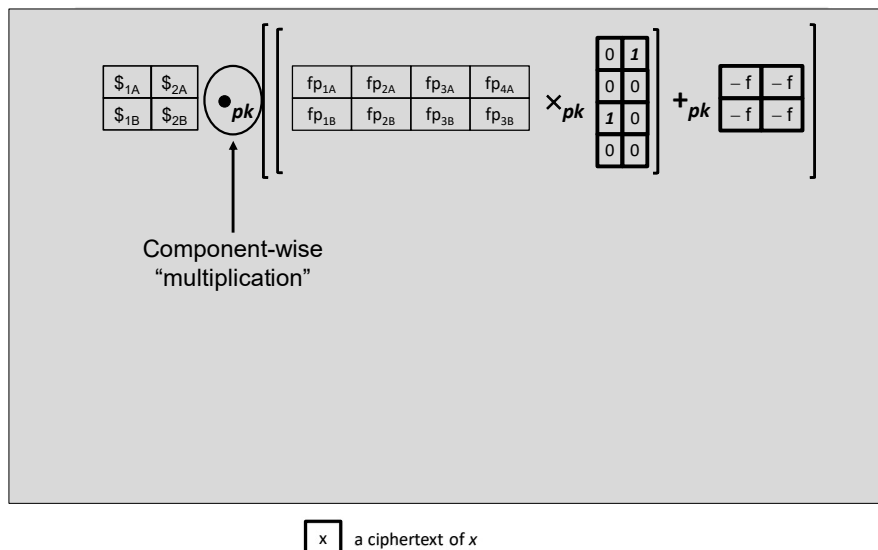 $1A $2A • pk [ [ fp1A fp2A fp3A fp4A ×pk 0 1 ] +pk – f – f ]
$1B $2B fp1B fp2B fp3B fp3B 0 0 – f – f
1 0
0 0
Component-wise
“multiplication”
x a ciphertext of x